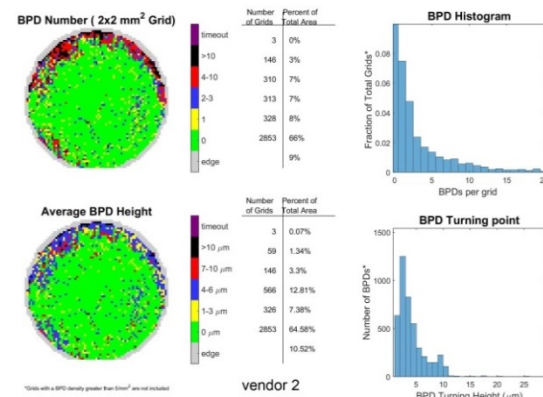 BPD Number ( 2x2 mm² Grid)
timeout
>10
4-10
2-3
1
0
edge
Number of Grids Percent of Total Area
3 0%
146 3%
310 7%
313 7%
328 8%
2853 66%
9%
BPD Histogram
Fraction of Total Grids*
0.08
0.06
0.04
0.02
0
0 5 10 15 20
BPDs per grid
Average BPD Height
timeout
>10 μm
7-10 μm
4-6 μm
1-3 μm
0 μm
edge
Number of Grids Percent of Total Area
3 0.07%
59 1.34%
146 3.3%
566 12.81%
326 7.38%
2853 64.58%
10.52%
BPD Turning point
Number of BPDs*
1500
1000
500
0
0 5 10 15 20 25
BPD Turning Height (μm)
*Grids with a BPD density greater than 5/mm² are not included
vendor 2